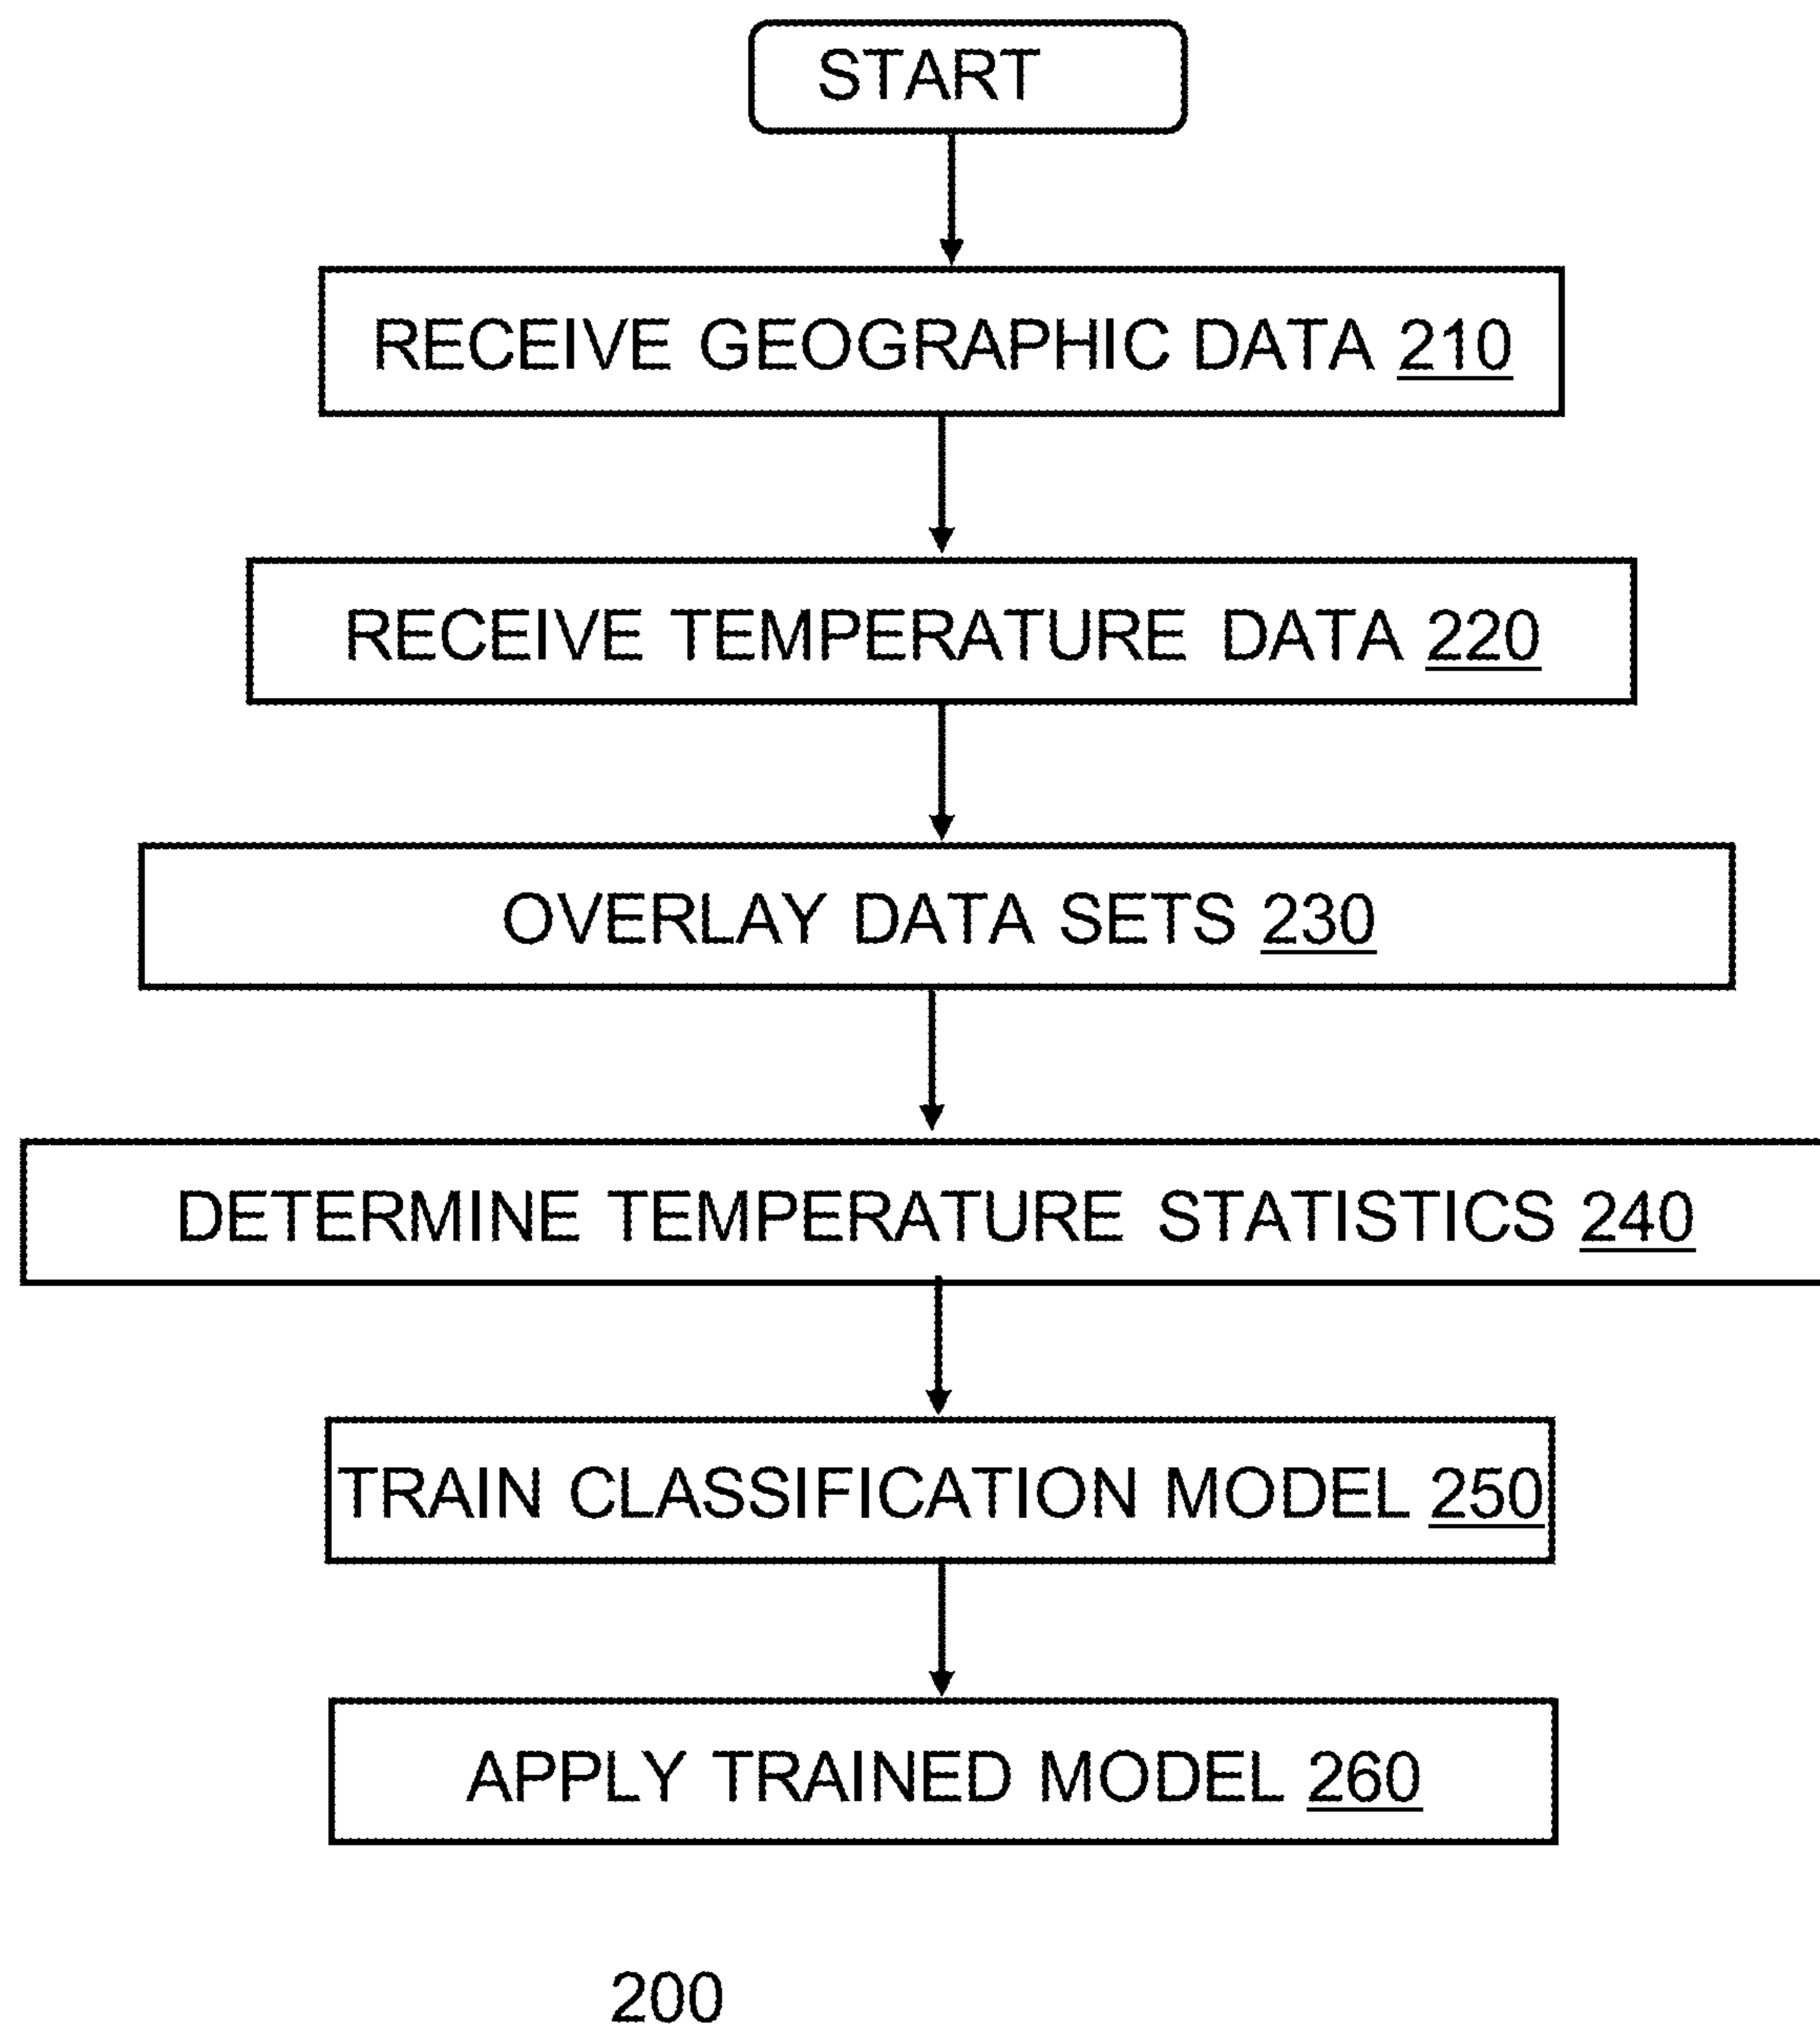 START
RECEIVE GEOGRAPHIC DATA 210
RECEIVE TEMPERATURE DATA 220
OVERLAY DATA SETS 230
DETERMINE TEMPERATURE STATISTICS 240
TRAIN CLASSIFICATION MODEL 250
APPLY TRAINED MODEL 260
200